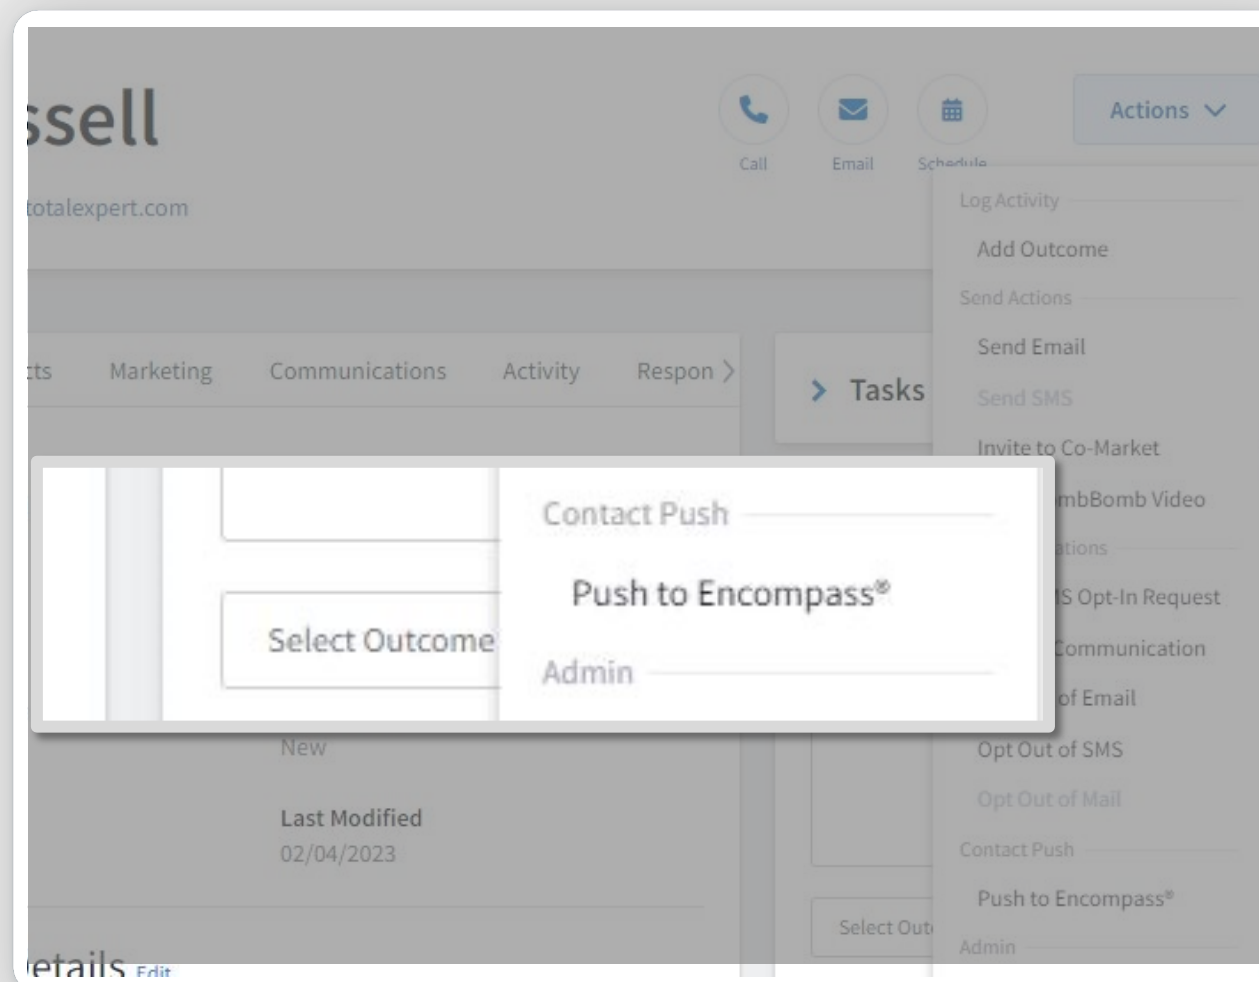 ssell
Call
Email
Schedule
Actions
totalexpert.com
Log Activity
Add Outcome
Send Actions
Send Email
Send SMS
Invite to Co-Market
mbBomb Video
ations
Opt-In Request
Communication
of Email
Opt Out of SMS
Opt Out of Mail
Contact Push
Push to Encompass®
Admin
cts
Marketing
Communications
Activity
Respon
Tasks
Contact Push
Push to Encompass®
Select Outcome
Admin
New
Last Modified
02/04/2023
Select Outc
etails Edit